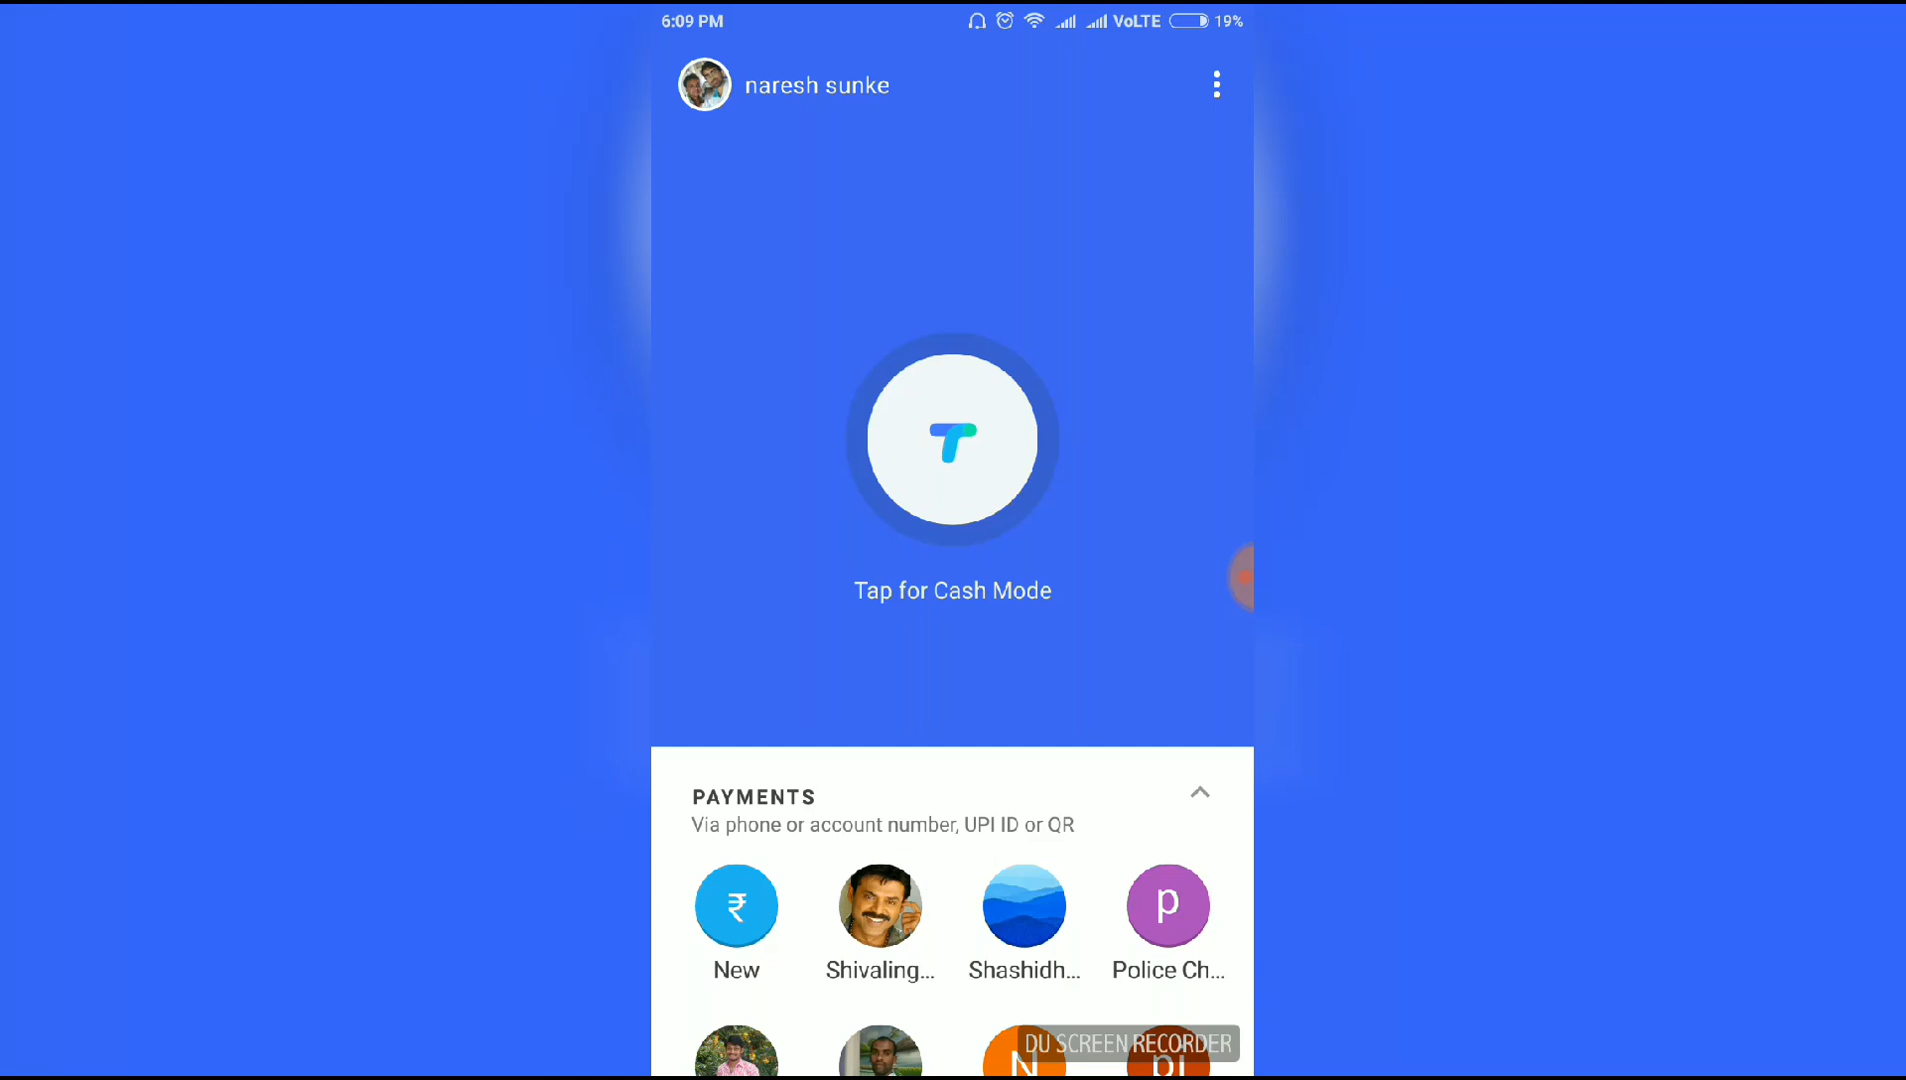 6:09 PM VoLTE 19%
naresh sunke
Tap for Cash Mode
PAYMENTS
Via phone or account number, UPI ID or QR
₹ p
New Shivaling... Shashidh... Police Ch...
N pi
DU SCREEN RECORDER